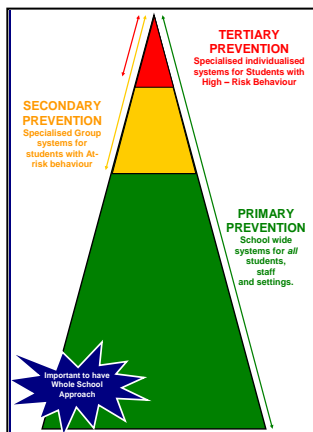 TERTIARY
PREVENTION
Specialised individualised
systems for Students with
High – Risk Behaviour
SECONDARY
PREVENTION
Specialised Group
systems for
students with At-
risk behaviour
PRIMARY
PREVENTION
School wide
systems for all
students,
staff
and settings.
Important to have
Whole School
Approach